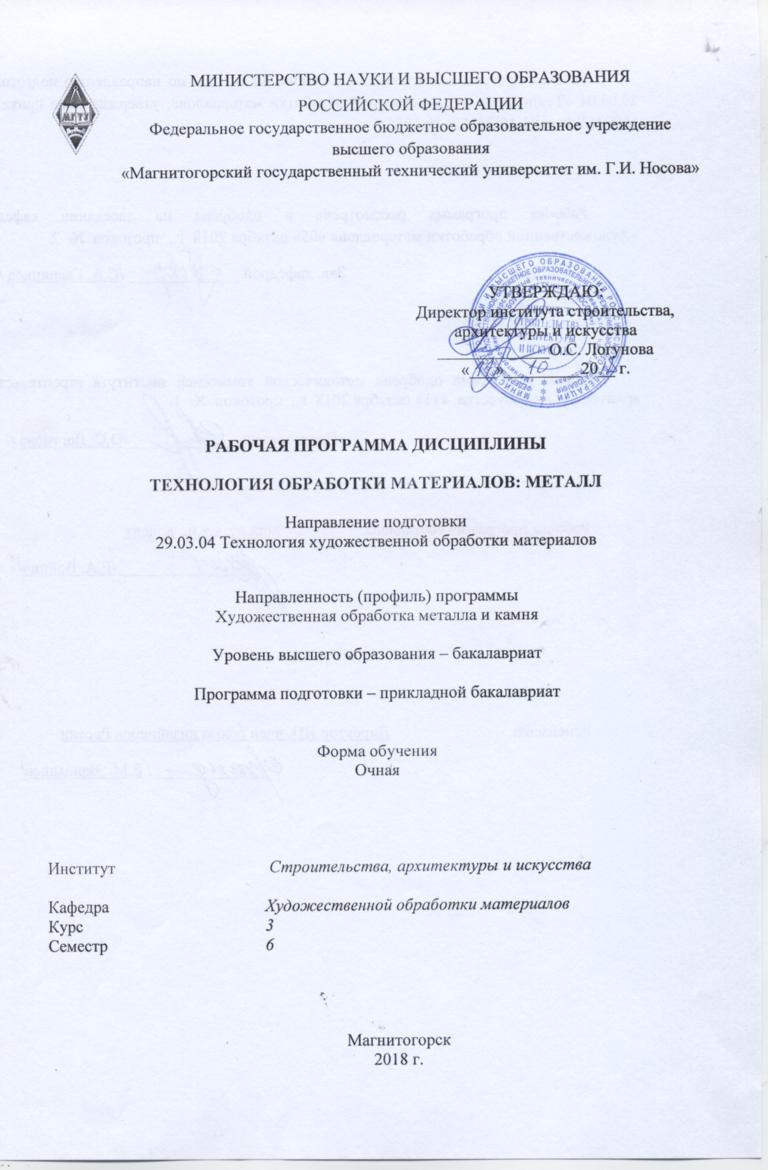 МИНИСТЕРСТВО НАУКИ И ВЫСШЕГО ОБРАЗОВАНИЯ
РОССИЙСКОЙ ФЕДЕРАЦИИ
Федеральное государственное бюджетное образовательное учреждение
высшего образования
«Магнитогорский государственный технический университет им. Г.И. Носова»
МГТУ
УТВЕРЖДАЮ:
Директор института строительства,
архитектуры и искусства
О.С. Логунова
« » 10 20 г.
РАБОЧАЯ ПРОГРАММА ДИСЦИПЛИНЫ
ТЕХНОЛОГИЯ ОБРАБОТКИ МАТЕРИАЛОВ: МЕТАЛЛ
Направление подготовки
29.03.04 Технология художественной обработки материалов
Направленность (профиль) программы
Художественная обработка металла и камня
Уровень высшего образования – бакалавриат
Программа подготовки – прикладной бакалавриат
Форма обучения
Очная
Институт Строительства, архитектуры и искусства
Кафедра Художественной обработки материалов
Курс 3
Семестр 6
Магнитогорск
2018 г.